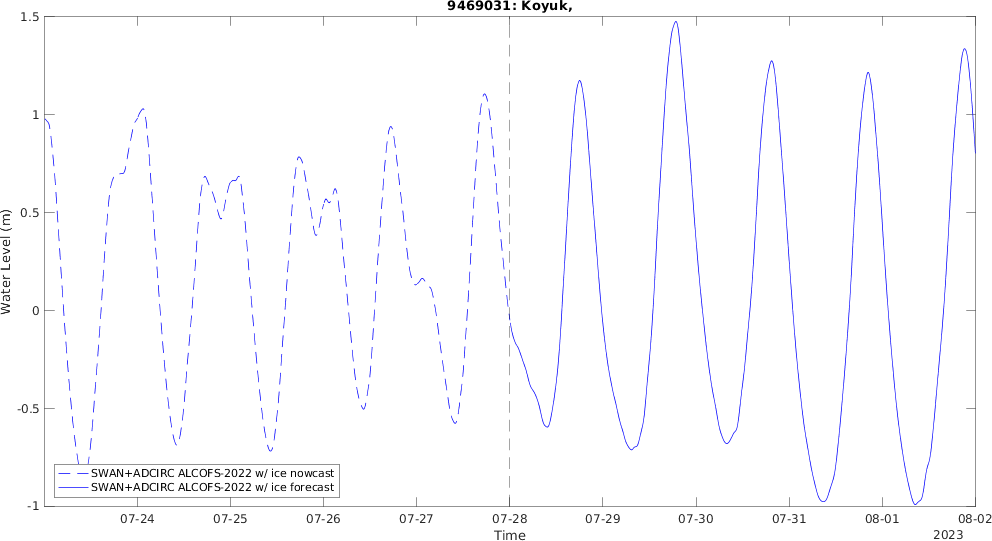 9469031: Koyuk,
Water Level (m)
1.5
1
0.5
0
-0.5
-1
SWAN+ADCIRC ALCOFS-2022 w/ ice nowcast
SWAN+ADCIRC ALCOFS-2022 w/ ice forecast
07-24 07-25 07-26 07-27 07-28 07-29 07-30 07-31 08-01 08-02
Time
2023